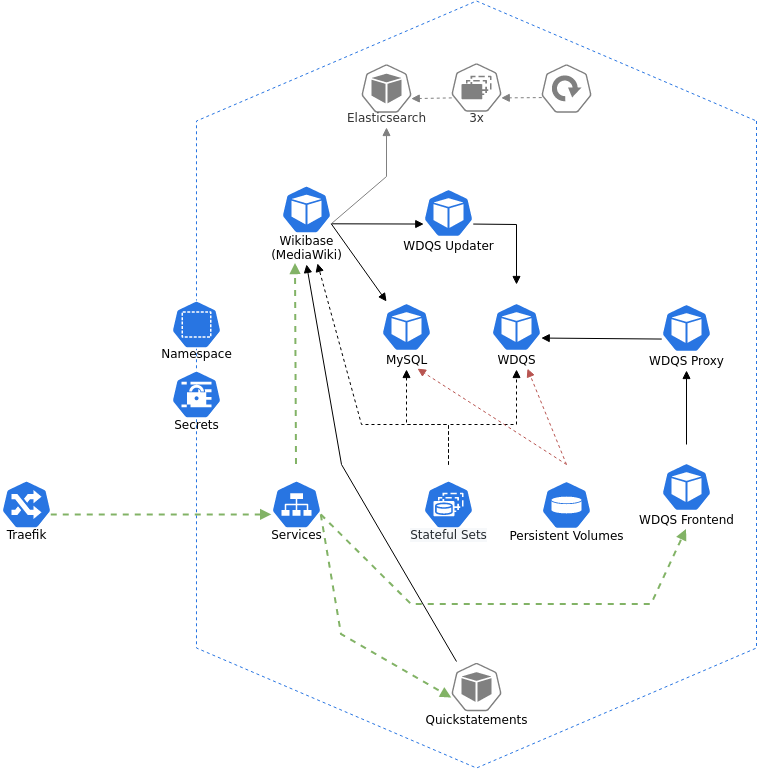 Elasticsearch
3x
Wikibase
(MediaWiki)
WDQS Updater
Namespace
MySQL
WDQS
WDQS Proxy
Secrets
Traefik
Services
Stateful Sets
Persistent Volumes
WDQS Frontend
Quickstatements